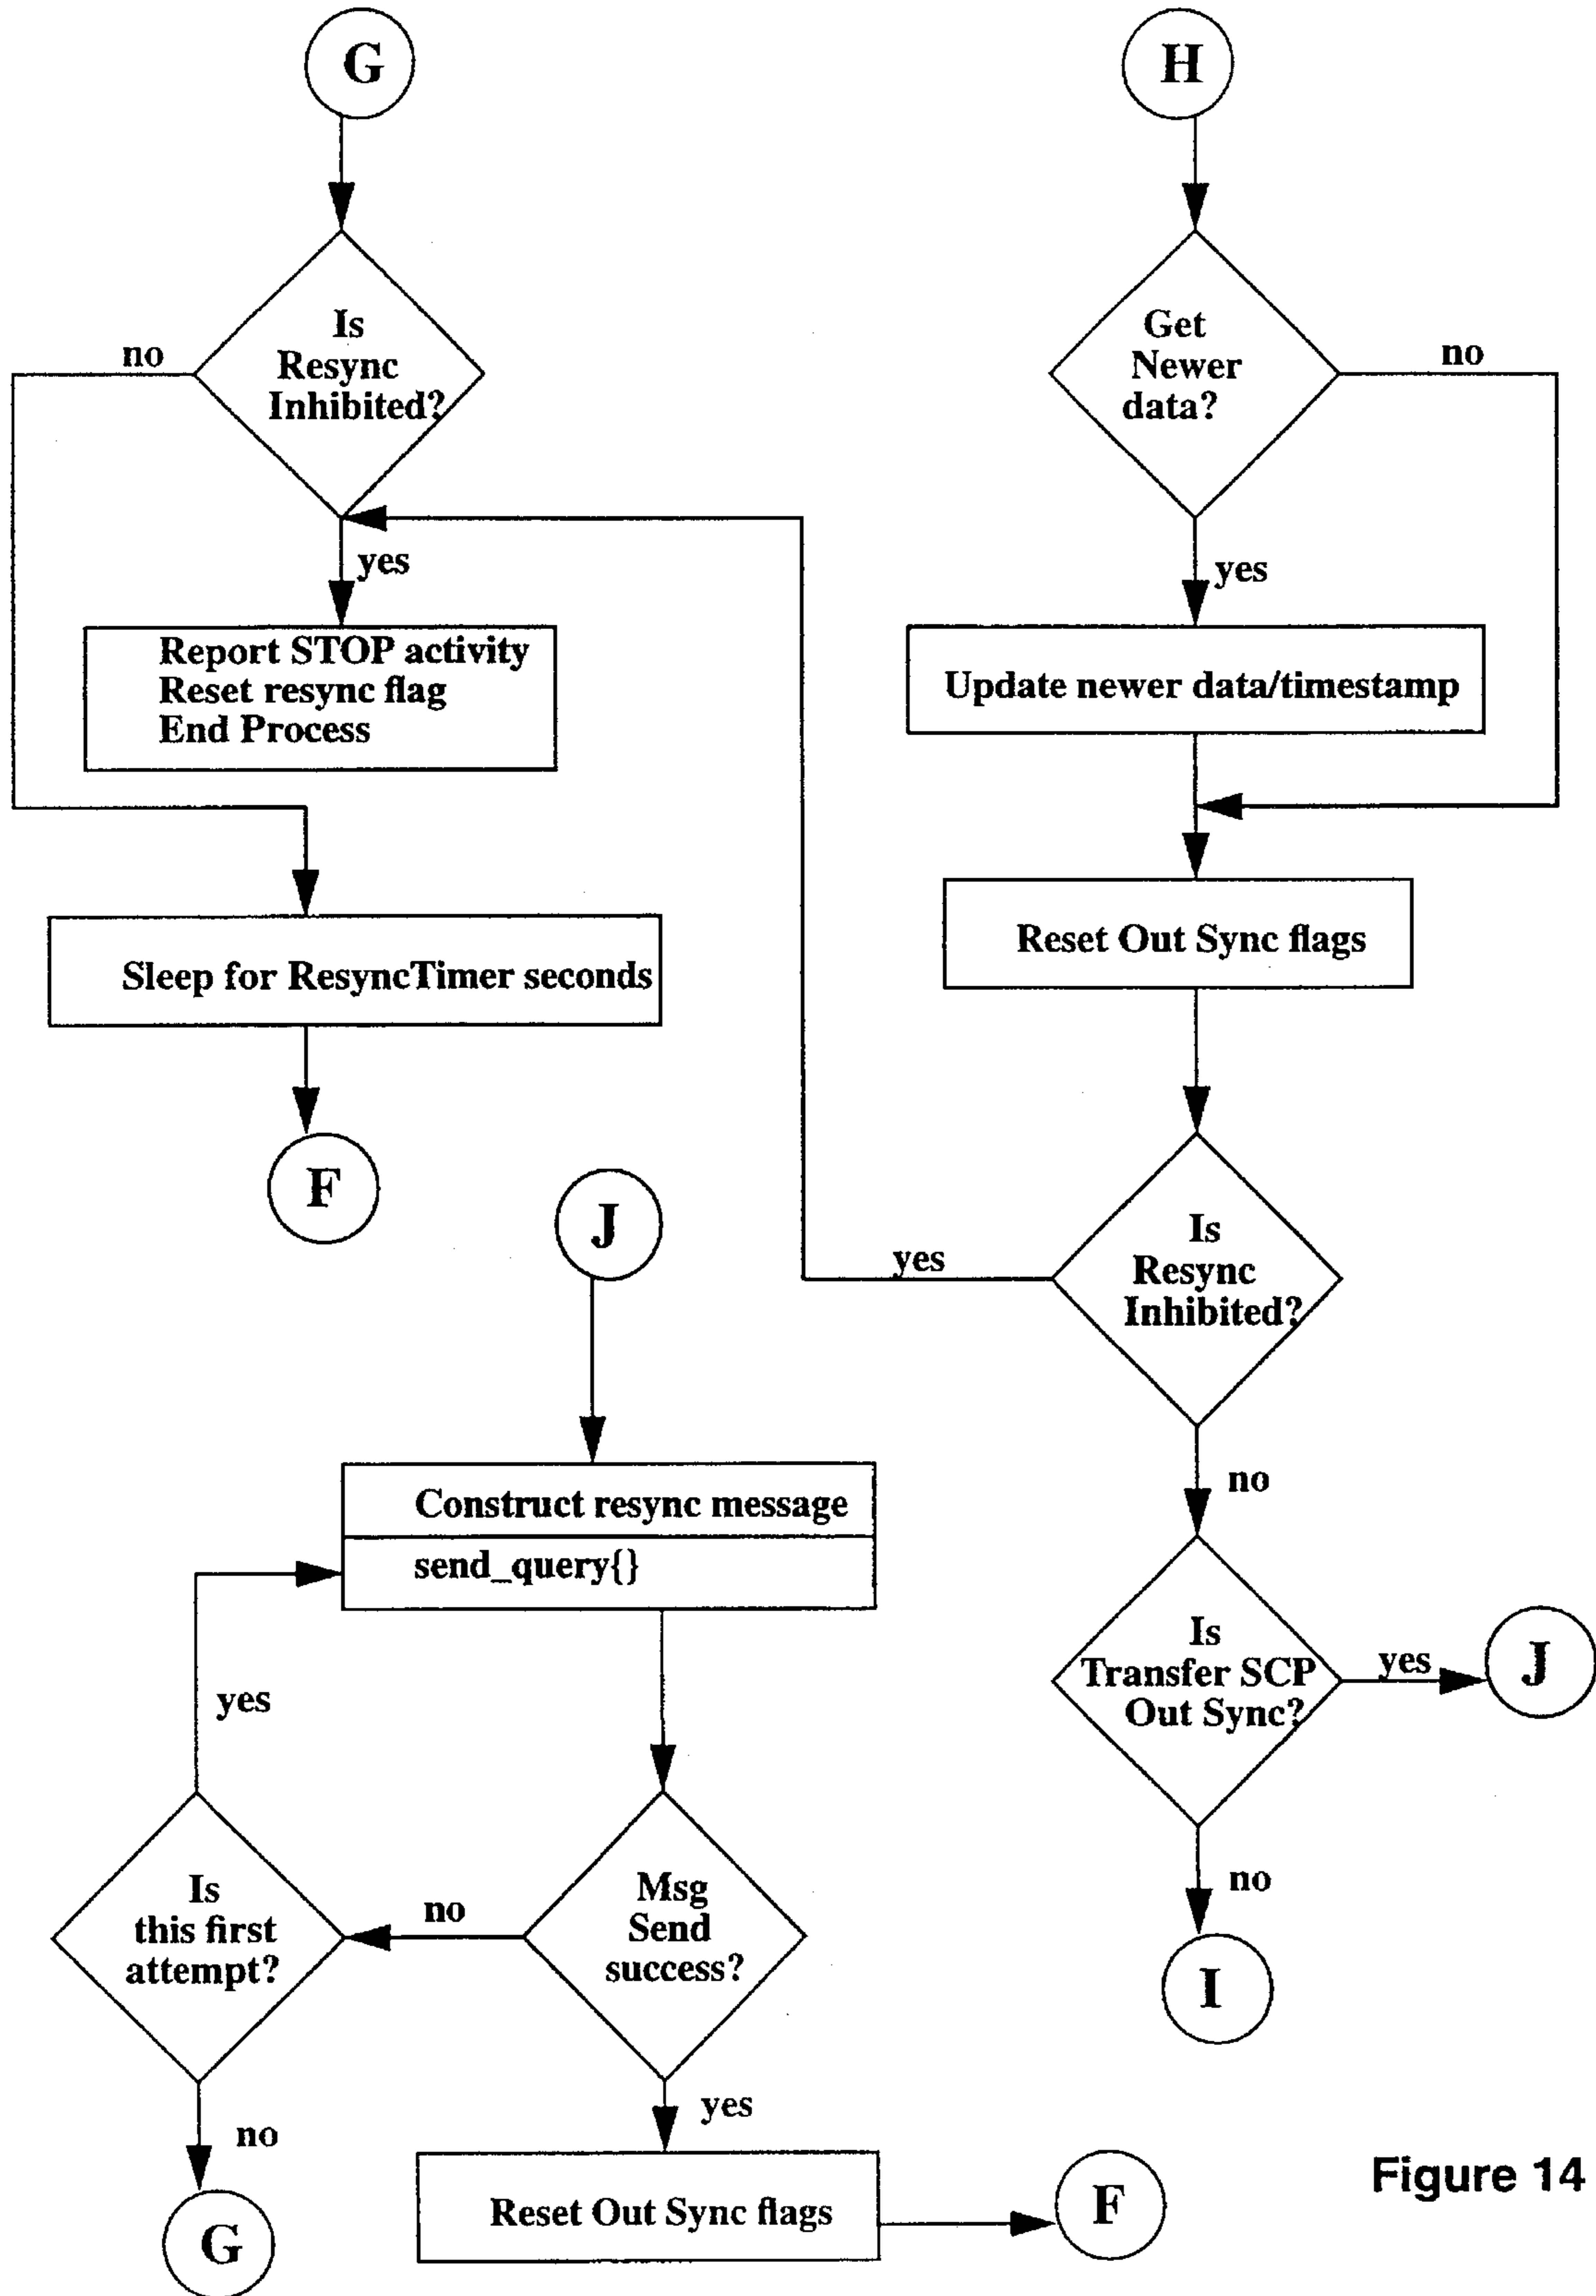 G
H
Is
Resync
Inhibited?
no
yes
Get
Newer
data?
no
yes
Report STOP activity
Reset resync flag
End Process
Update newer data/timestamp
Sleep for ResyncTimer seconds
F
Reset Out Sync flags
J
Is
Resync
Inhibited?
yes
no
Construct resync message
send_query{}
Is
Transfer SCP
Out Sync?
yes
J
no
I
yes
Is
this first
attempt?
no
Msg
Send
success?
yes
no
G
Reset Out Sync flags
F
Figure 14